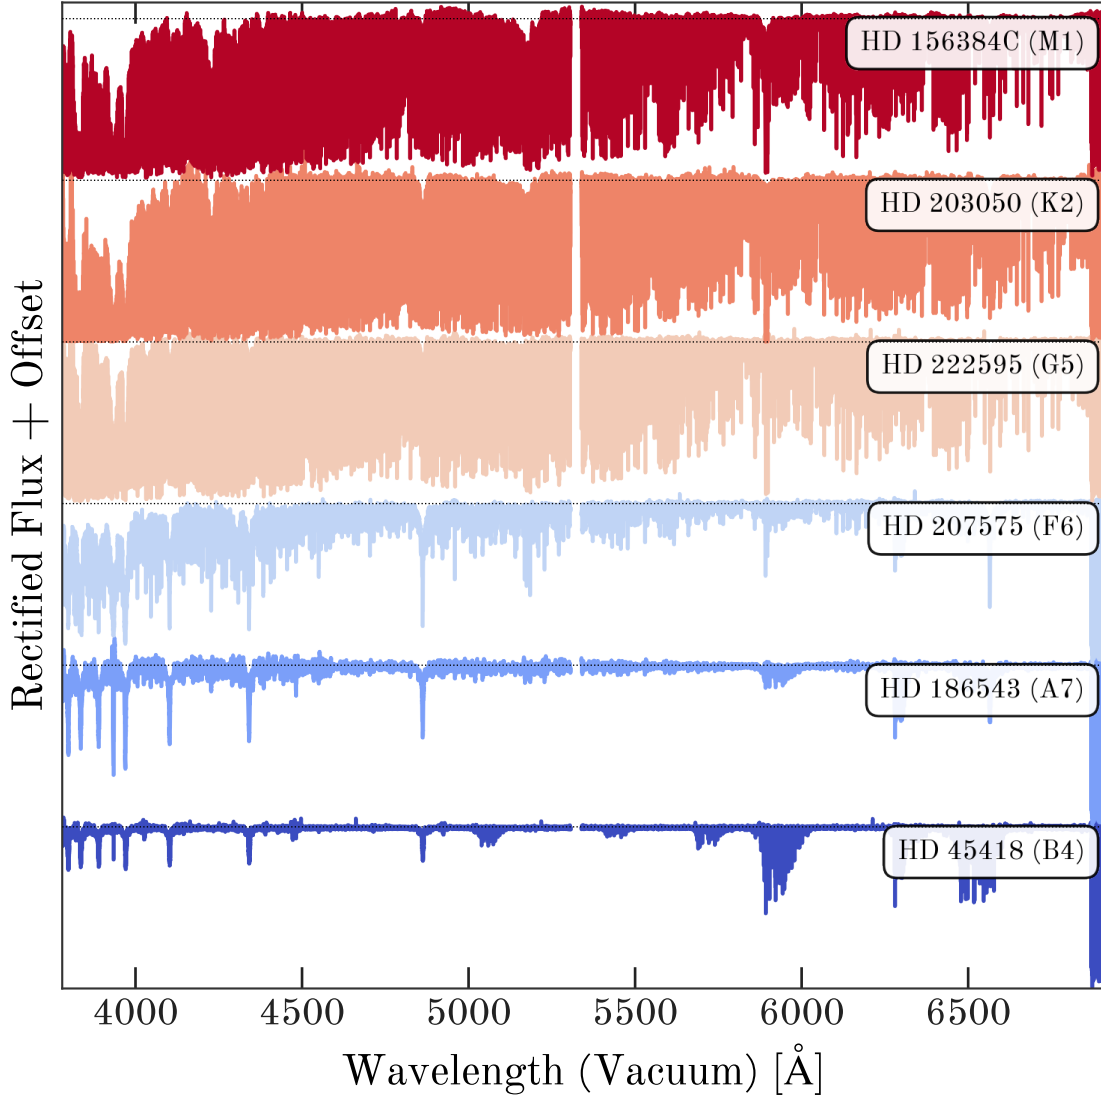 HD 156384C (M1)
HD 203050 (K2)
HD 222595 (G5)
HD 207575 (F6)
HD 186543 (A7)
HD 45418 (B4)
Rectified Flux + Offset
4000 4500 5000 5500 6000 6500
Wavelength (Vacuum) [Å]